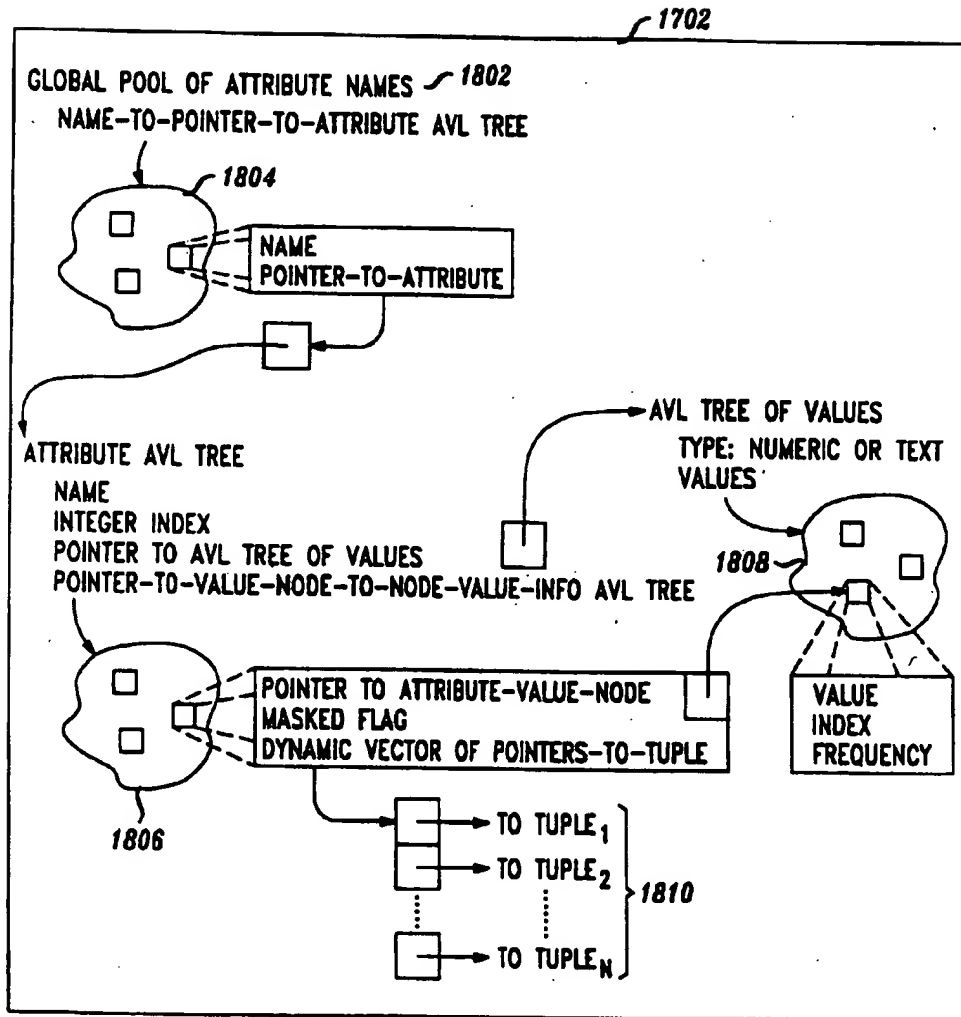 1702
GLOBAL POOL OF ATTRIBUTE NAMES 1802
NAME-TO-POINTER-TO-ATTRIBUTE AVL TREE
1804
NAME
POINTER-TO-ATTRIBUTE
AVL TREE OF VALUES
TYPE: NUMERIC OR TEXT
VALUES
ATTRIBUTE AVL TREE
NAME
INTEGER INDEX
POINTER TO AVL TREE OF VALUES
POINTER-TO-VALUE-NODE-TO-NODE-VALUE-INFO AVL TREE
1808
POINTER TO ATTRIBUTE-VALUE-NODE
MASKED FLAG
DYNAMIC VECTOR OF POINTERS-TO-TUPLE
VALUE
INDEX
FREQUENCY
1806
TO TUPLE1
TO TUPLE2
TO TUPLEN
1810